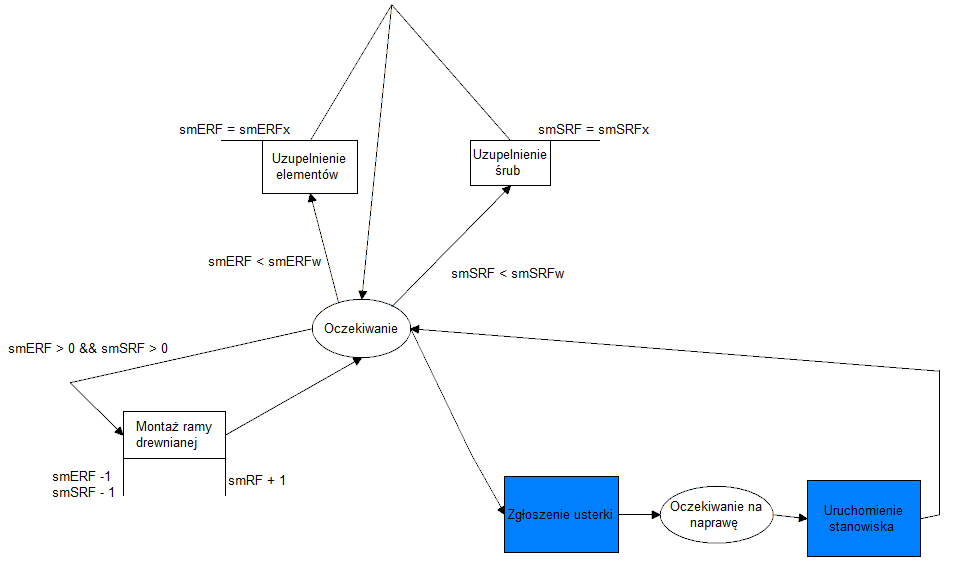 smERF = smERFx
smSRF = smSRFx
Uzupelnienie
elementów
Uzupelnienie
śrub
smERF < smERFw
smSRF < smSRFw
Oczekiwanie
smERF > 0 && smSRF > 0
Montaż ramy
drewnianej
smERF -1
smSRF - 1
smRF + 1
Zgłoszenie usterki
Oczekiwanie na
naprawę
Uruchomienie
stanowiska